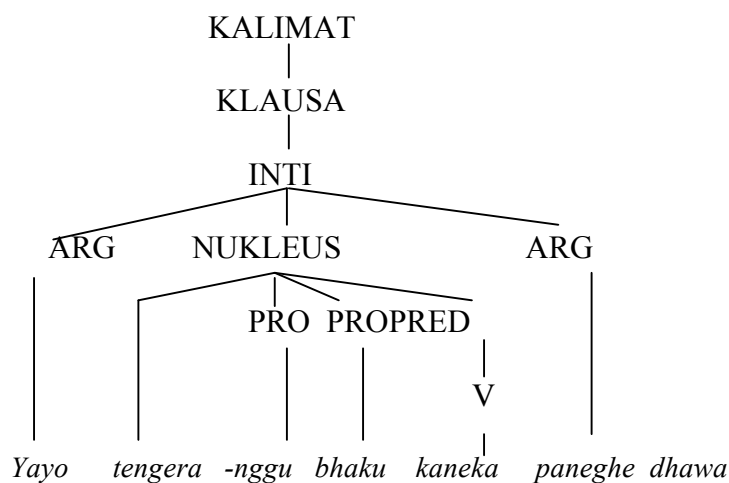 KALIMAT
KLAUSA
INTI
ARG NUKLEUS ARG
PRO PROPRED
V
Yayo tengera -nggu bhaku kaneka paneghe dhawa